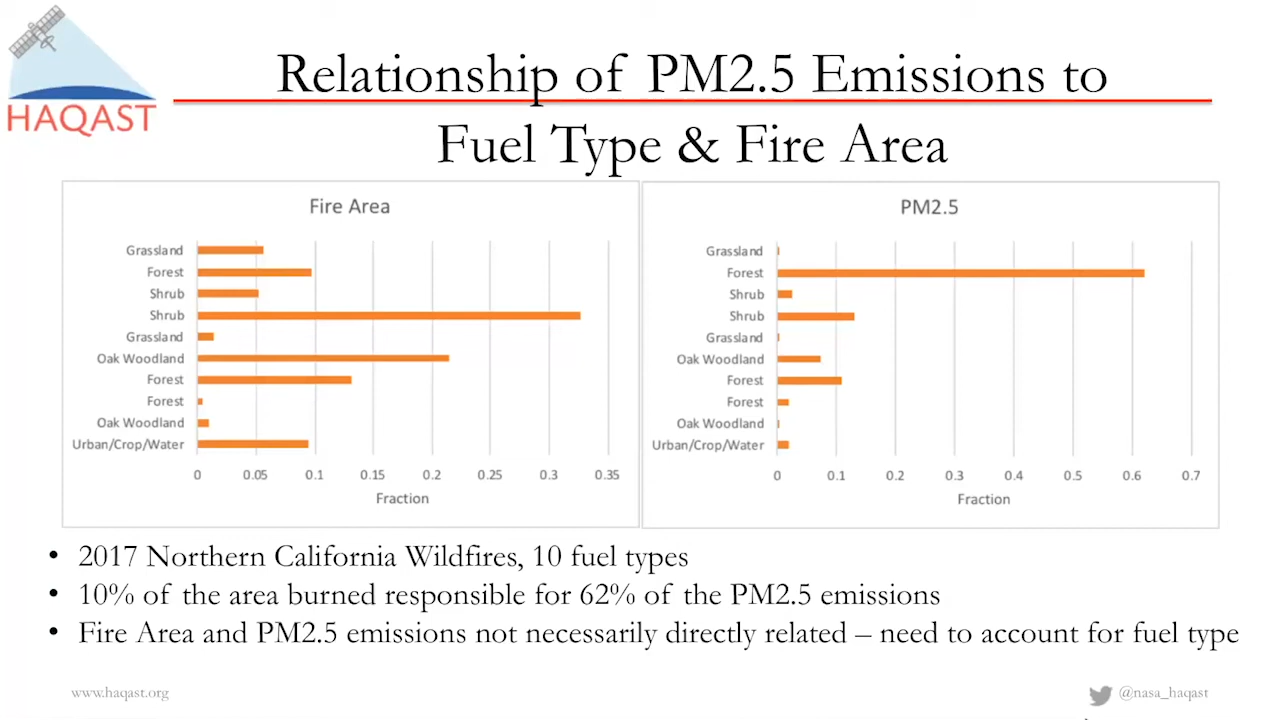 HAQAST
Relationship of PM2.5 Emissions to
Fuel Type & Fire Area
Fire Area
Grassland
Forest
Shrub
Shrub
Grassland
Oak Woodland
Forest
Forest
Oak Woodland
Urban/Crop/Water
0 0.05 0.1 0.15 0.2 0.25 0.3 0.35
Fraction
PM2.5
Grassland
Forest
Shrub
Shrub
Grassland
Oak Woodland
Forest
Forest
Oak Woodland
Urban/Crop/Water
0 0.1 0.2 0.3 0.4 0.5 0.6 0.7
Fraction
• 2017 Northern California Wildfires, 10 fuel types
• 10% of the area burned responsible for 62% of the PM2.5 emissions
• Fire Area and PM2.5 emissions not necessarily directly related – need to account for fuel type
www.haqast.org
@nasa_haqast